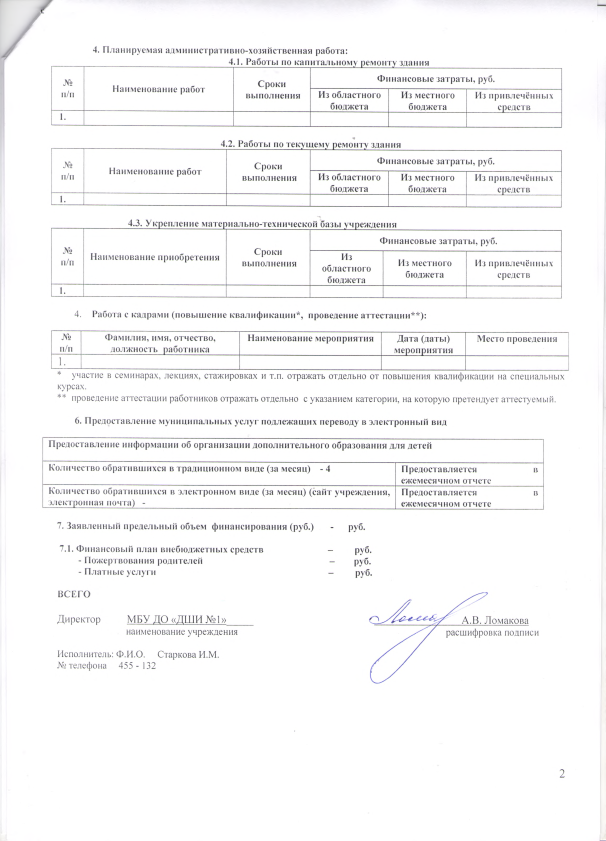 4. Планируемая административно-хозяйственная работа:
4.1. Работы по капитальному ремонту здания
№ п/п Наименование работ Сроки выполнения Финансовые затраты, руб.
Из областного бюджета Из местного бюджета Из привлечённых средств
1.
4.2. Работы по текущему ремонту здания
№ п/п Наименование работ Сроки выполнения Финансовые затраты, руб.
Из областного бюджета Из местного бюджета Из привлечённых средств
1.
4.3. Укрепление материально-технической базы учреждения
№ п/п Наименование приобретения Сроки выполнения Финансовые затраты, руб.
Из областного бюджета Из местного бюджета Из привлечённых средств
1.
4. Работа с кадрами (повышение квалификации*, проведение аттестации**):
№ п/п Фамилия, имя, отчество, должность работника Наименование мероприятия Дата (даты) мероприятия Место проведения
1.
* участие в семинарах, лекциях, стажировках и т.п. отражать отдельно от повышения квалификации на специальных
курсах.
** проведение аттестации работников отражать отдельно с указанием категории, на которую претендует аттестуемый.
6. Предоставление муниципальных услуг подлежащих переводу в электронный вид
Предоставление информации об организации дополнительного образования для детей
Количество обратившихся в традиционном виде (за месяц) - 4 Предоставляется в ежемесячном отчете
Количество обратившихся в электронном виде (за месяц) (сайт учреждения, электронная почта) - Предоставляется в ежемесячном отчете
7. Заявленный предельный объем финансирования (руб.) - руб.
7.1. Финансовый план внебюджетных средств – руб.
- Пожертвования родителей – руб.
- Платные услуги – руб.
ВСЕГО
Директор МБУ ДО «ДШИ №1» А.В. Ломакова
наименование учреждения расшифровка подписи
Исполнитель: Ф.И.О. Старкова И.М.
№ телефона 455 - 132
2